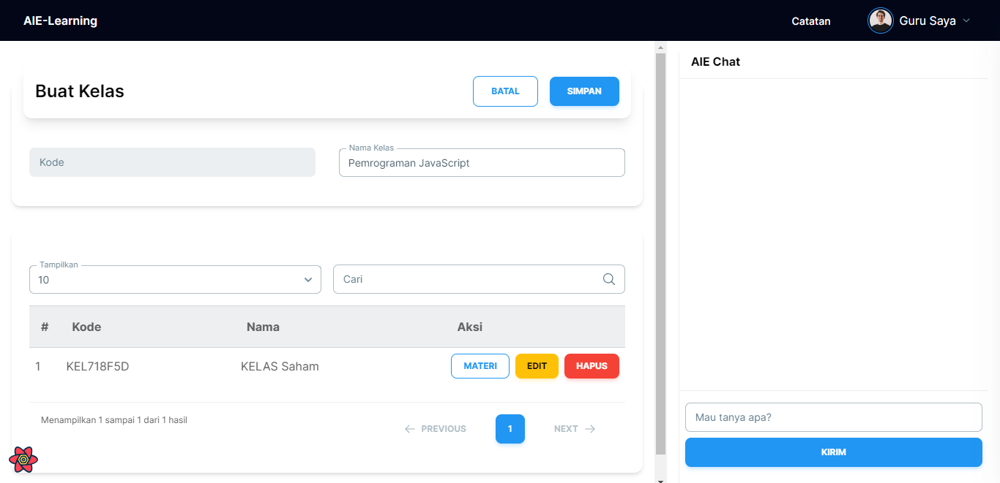 AIE-Learning
Catatan
Guru Saya
Buat Kelas
BATAL
SIMPAN
Kode
Nama Kelas
Pemrograman JavaScript
Tampilkan
10
Cari
# Kode Nama Aksi
1 KEL718F5D KELAS Saham MATERI EDIT HAPUS
Menampilkan 1 sampai 1 dari 1 hasil
PREVIOUS 1 NEXT
AIE Chat
Mau tanya apa?
KIRIM